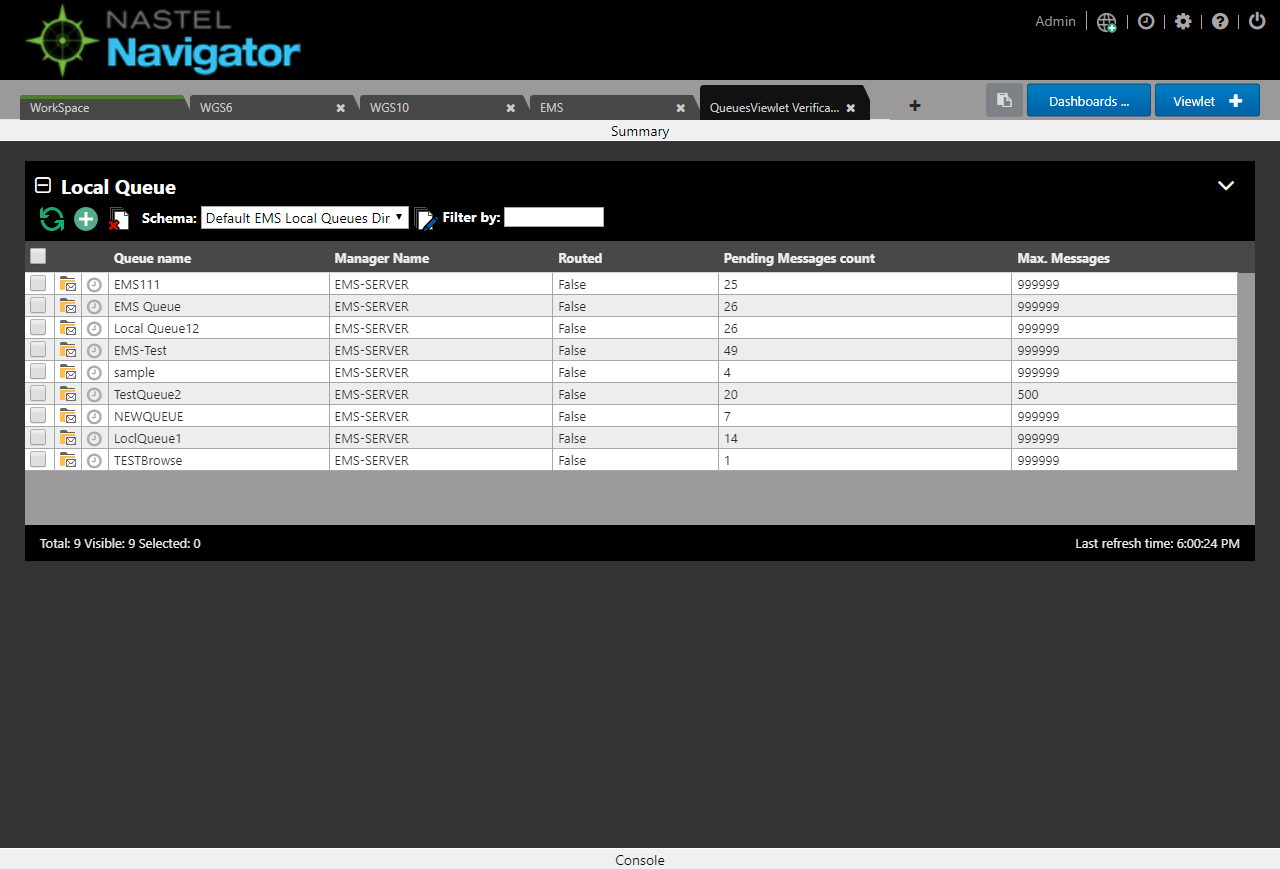 NASTEL
Navigator
Admin
WorkSpace WGS6 WGS10 EMS QueuesViewlet Verifica... Dashboards ... Viewlet
Summary
Local Queue
Schema: Default EMS Local Queues Dir Filter by:
Queue name Manager Name Routed Pending Messages count Max. Messages
EMS111 EMS-SERVER False 25 999999
EMS Queue EMS-SERVER False 26 999999
Local Queue12 EMS-SERVER False 26 999999
EMS-Test EMS-SERVER False 49 999999
sample EMS-SERVER False 4 999999
TestQueue2 EMS-SERVER False 20 500
NEWQUEUE EMS-SERVER False 7 999999
LoclQueue1 EMS-SERVER False 14 999999
TESTBrowse EMS-SERVER False 1 999999
Total: 9 Visible: 9 Selected: 0 Last refresh time: 6:00:24 PM
Console